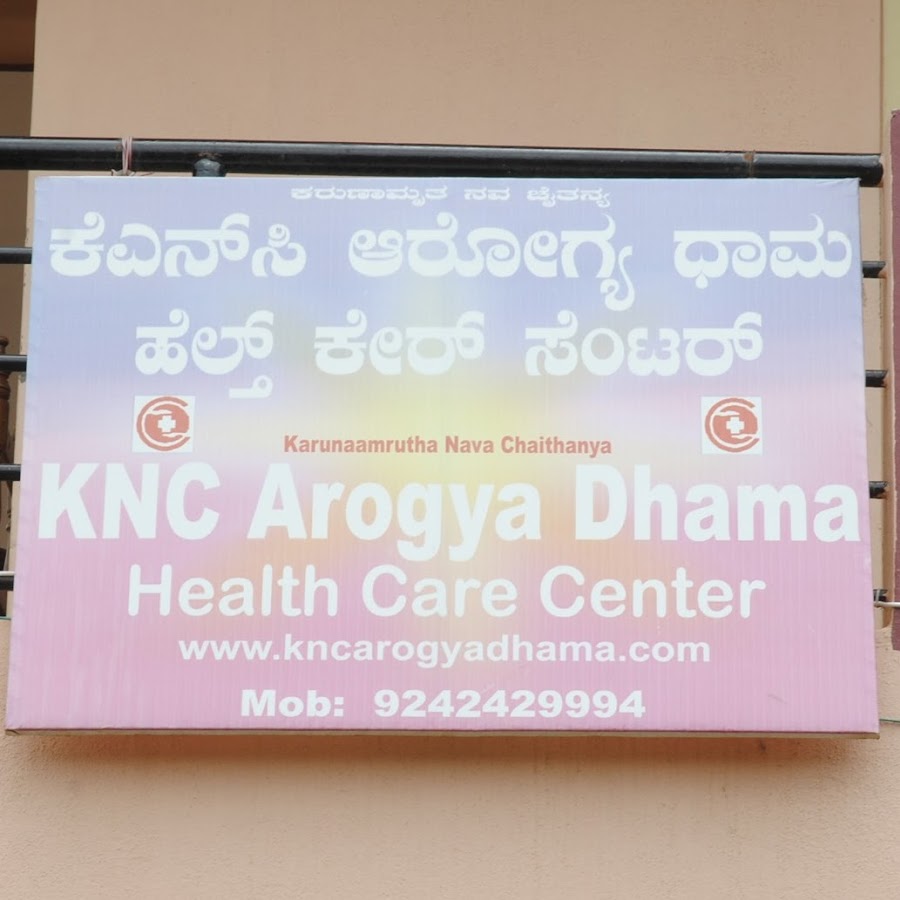 ಕರುಣಾಮೃತ ನವ ಚೈತನ್ಯ
ಕೆಎನ್‌ಸಿ ಆರೋಗ್ಯ ಧಾಮ
ಹೆಲ್ತ್ ಕೇರ್ ಸೆಂಟರ್
Karunaamrutha Nava Chaithanya
KNC Arogya Dhama
Health Care Center
www.kncarogyadhama.com
Mob: 9242429994